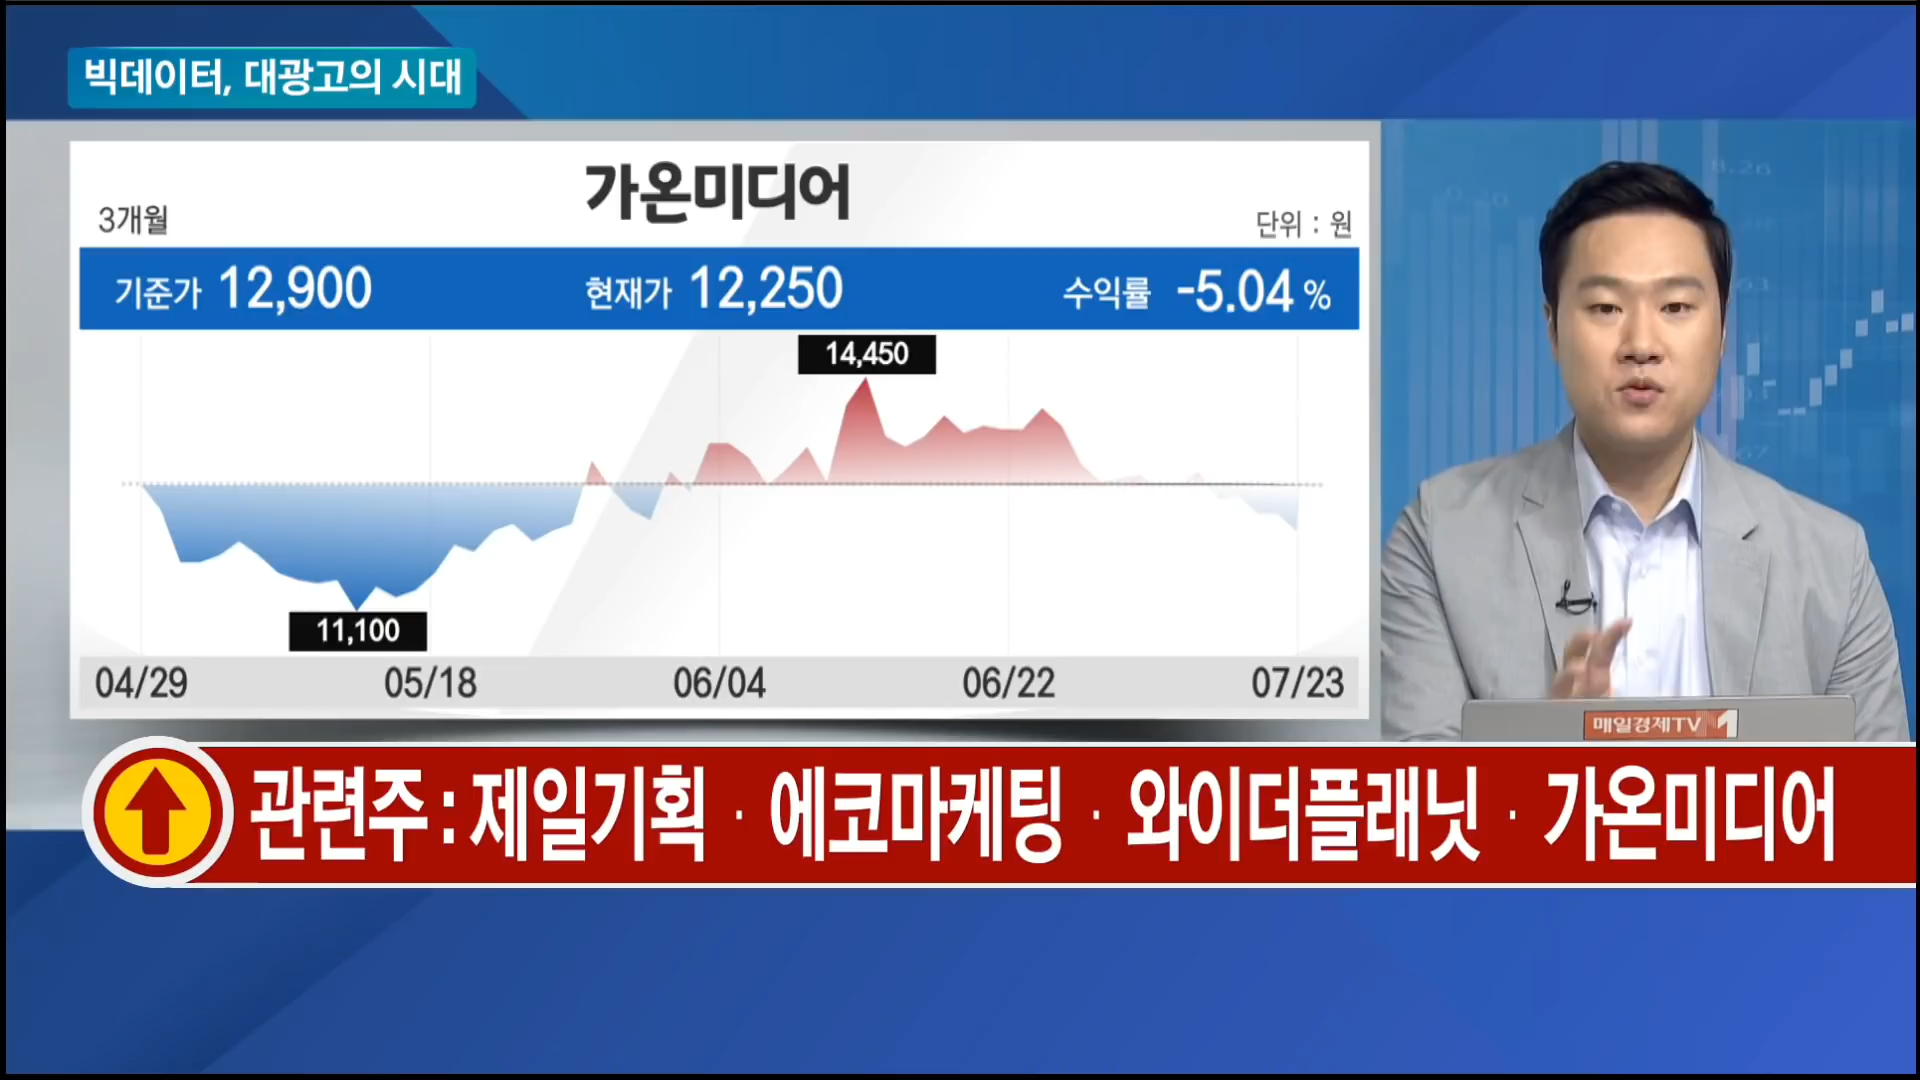 빅데이터, 대광고의 시대
가온미디어
3개월
단위 : 원
기준가 12,900 현재가 12,250 수익률 -5.04 %
14,450
11,100
04/29 05/18 06/04 06/22 07/23
8.26
매일경제TV 1
관련주 : 제일기획 · 에코마케팅 · 와이더플래닛 · 가온미디어